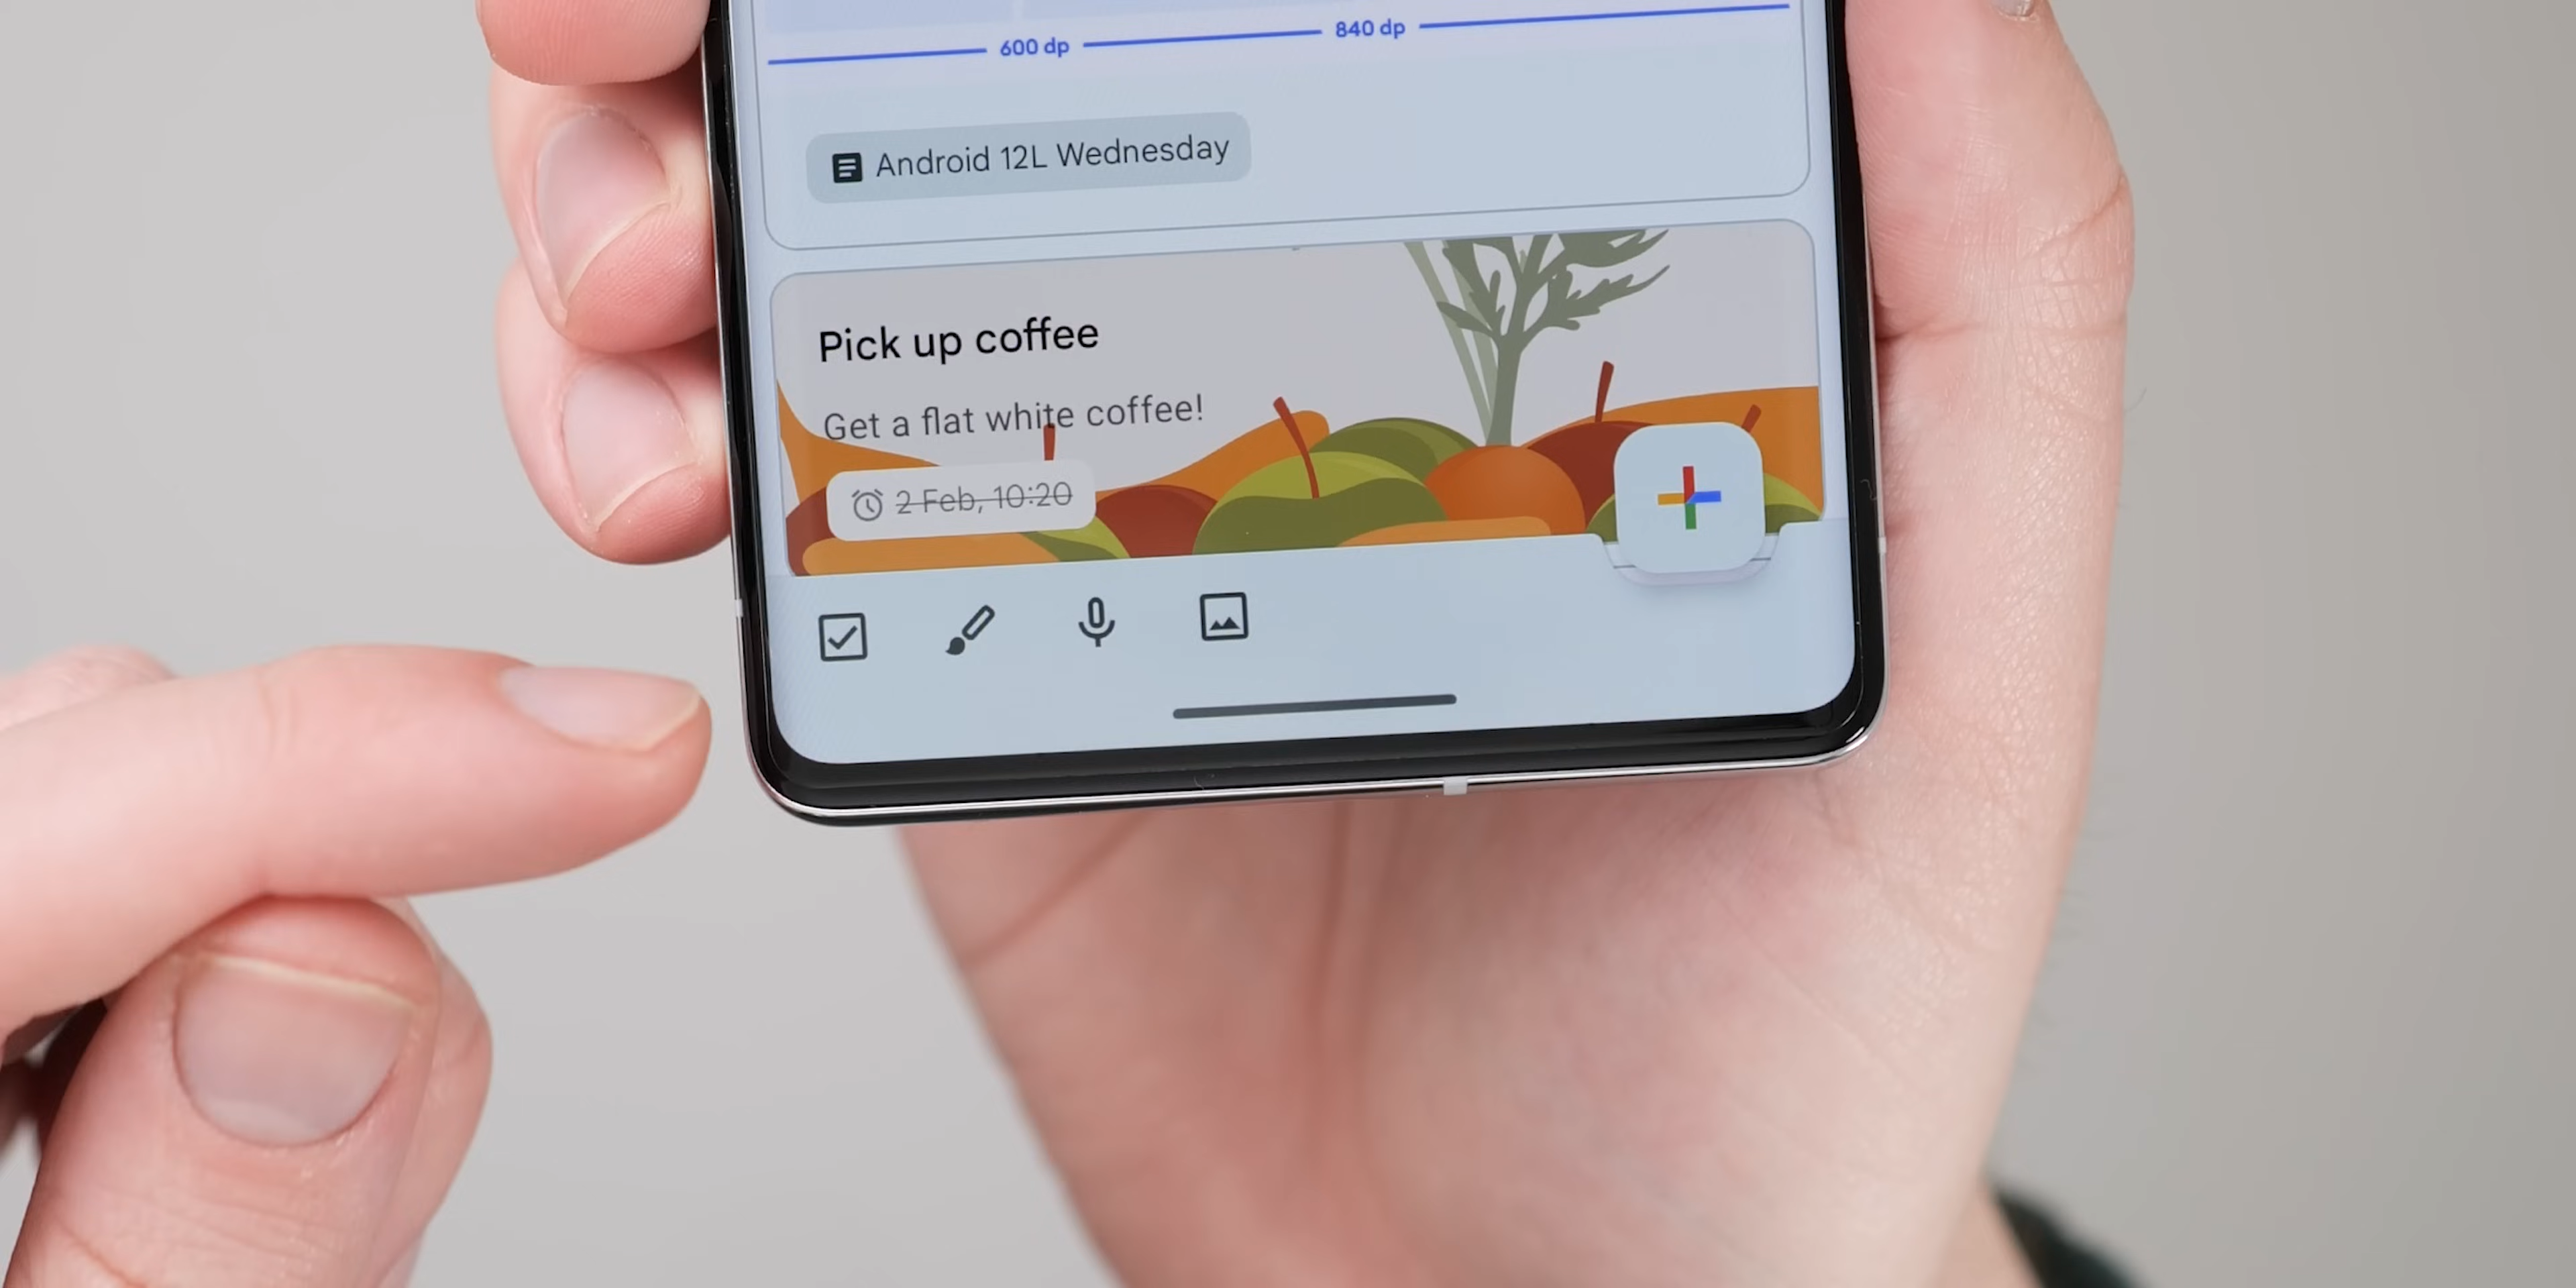 600 dp 840 dp
Android 12L Wednesday
Pick up coffee
Get a flat white coffee!
2 Feb, 10:20